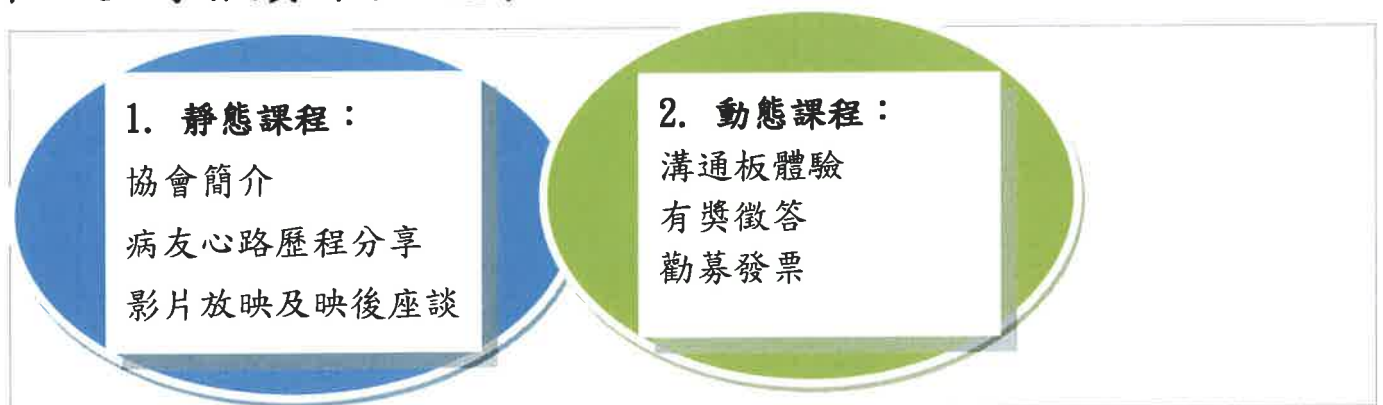 1. 靜態課程：
協會簡介
病友心路歷程分享
影片放映及映後座談
2. 動態課程：
溝通板體驗
有獎徵答
勸募發票